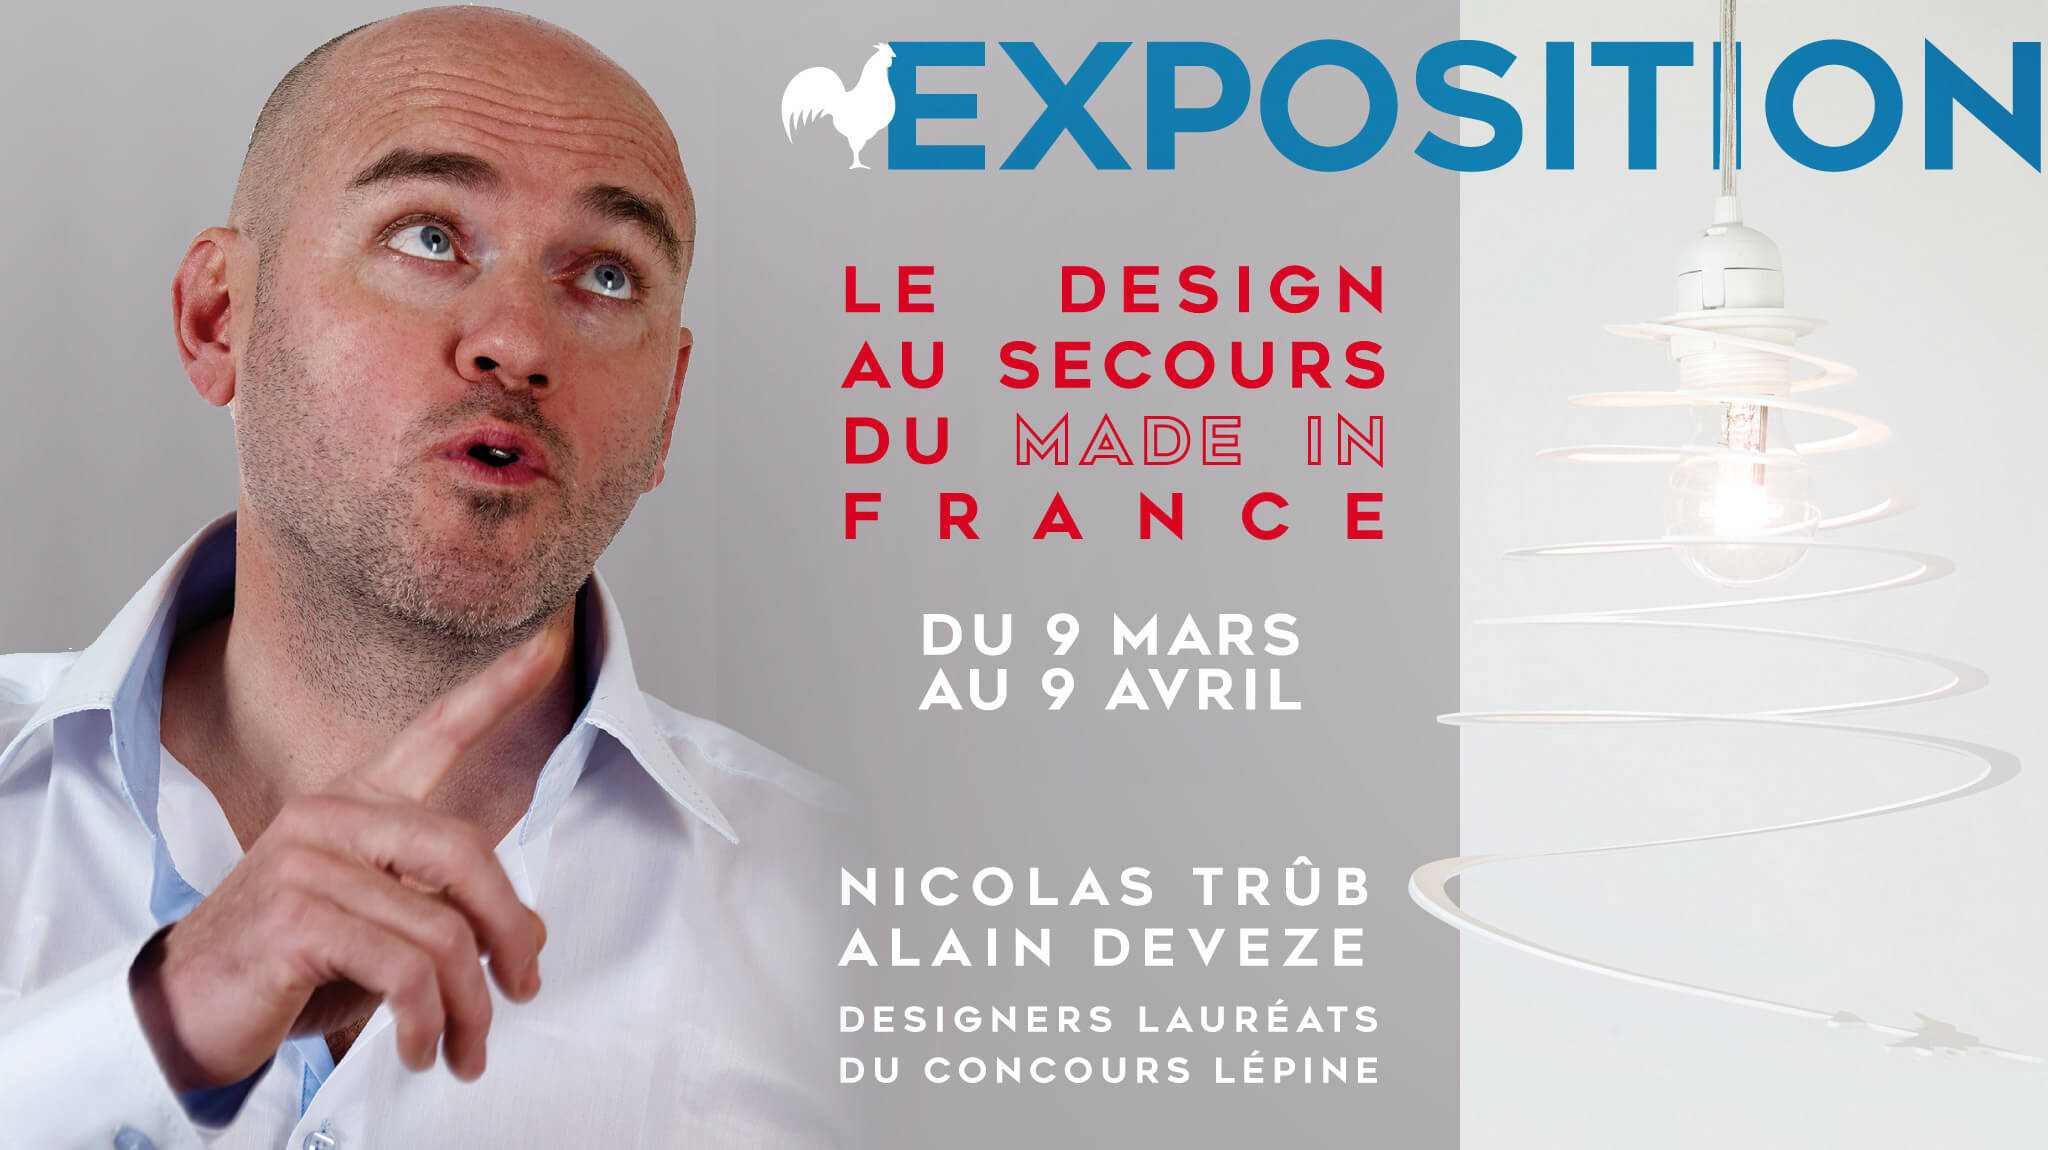 EXPOSITION
LE DESIGN
AU SECOURS
DU MADE IN
FRANCE
DU 9 MARS
AU 9 AVRIL
NICOLAS TRÛB
ALAIN DEVEZE
DESIGNERS LAURÉATS
DU CONCOURS LÉPINE